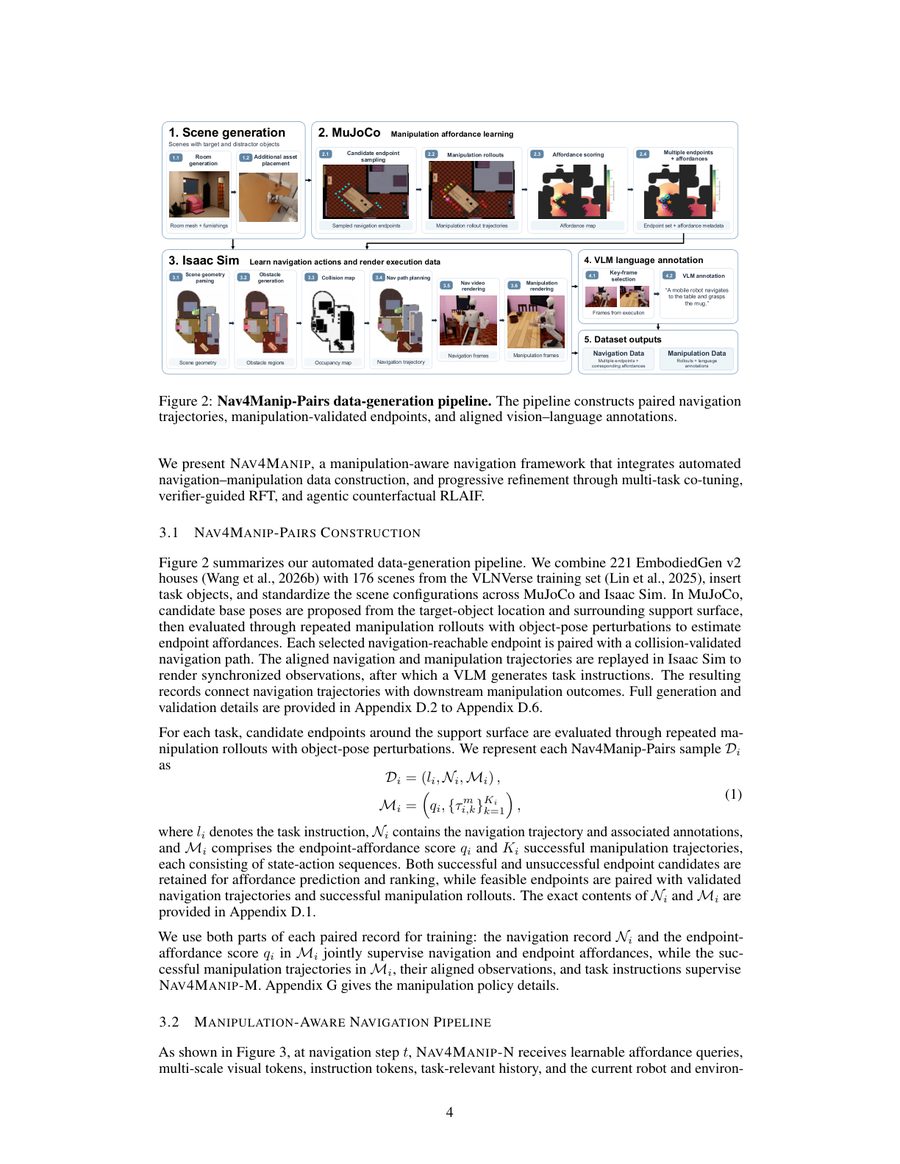 1. Scene generation
Scenes with target and distractor objects
1.1 Room generation
1.2 Additional asset placement
Room mesh + furnishings
2. MuJoCo Manipulation affordance learning
2.1 Candidate endpoint sampling
2.2 Manipulation rollouts
2.3 Affordance scoring
2.4 Multiple endpoints + affordances
Sampled navigation endpoints
Manipulation rollout trajectories
Affordance map
Endpoint set + affordance metadata
3. Isaac Sim Learn navigation actions and render execution data
3.1 Scene geometry parsing
3.2 Obstacle generation
3.3 Collision map
3.4 Nav path planning
3.5 Nav video rendering
3.6 Manipulation rendering
Scene geometry
Obstacle regions
Occupancy map
Navigation trajectory
Navigation frames
Manipulation frames
4. VLM language annotation
4.1 Key-frame selection
4.2 VLM annotation
"A mobile robot navigates to the table and grasps the mug."
Frames from execution
5. Dataset outputs
Navigation Data
Multiple endpoints + corresponding affordances
Manipulation Data
Rollouts + language annotations
Figure 2: Nav4Manip-Pairs data-generation pipeline. The pipeline constructs paired navigation
trajectories, manipulation-validated endpoints, and aligned vision–language annotations.
We present NAV4MANIP, a manipulation-aware navigation framework that integrates automated
navigation–manipulation data construction, and progressive refinement through multi-task co-tuning,
verifier-guided RFT, and agentic counterfactual RLAIF.
3.1 NAV4MANIP-PAIRS CONSTRUCTION
Figure 2 summarizes our automated data-generation pipeline. We combine 221 EmbodiedGen v2
houses (Wang et al., 2026b) with 176 scenes from the VLNVerse training set (Lin et al., 2025), insert
task objects, and standardize the scene configurations across MuJoCo and Isaac Sim. In MuJoCo,
candidate base poses are proposed from the target-object location and surrounding support surface,
then evaluated through repeated manipulation rollouts with object-pose perturbations to estimate
endpoint affordances. Each selected navigation-reachable endpoint is paired with a collision-validated
navigation path. The aligned navigation and manipulation trajectories are replayed in Isaac Sim to
render synchronized observations, after which a VLM generates task instructions. The resulting
records connect navigation trajectories with downstream manipulation outcomes. Full generation and
validation details are provided in Appendix D.2 to Appendix D.6.
For each task, candidate endpoints around the support surface are evaluated through repeated ma-
nipulation rollouts with object-pose perturbations. We represent each Nav4Manip-Pairs sample 𝒟ᵢ
as
𝒟ᵢ = (lᵢ, 𝒩ᵢ, ℳᵢ),
ℳᵢ = (qᵢ, {τ_{i,k}^m}_{k=1}^{Kᵢ}), (1)
where lᵢ denotes the task instruction, 𝒩ᵢ contains the navigation trajectory and associated annotations,
and ℳᵢ comprises the endpoint-affordance score qᵢ and Kᵢ successful manipulation trajectories,
each consisting of state-action sequences. Both successful and unsuccessful endpoint candidates are
retained for affordance prediction and ranking, while feasible endpoints are paired with validated
navigation trajectories and successful manipulation rollouts. The exact contents of 𝒩ᵢ and ℳᵢ are
provided in Appendix D.1.
We use both parts of each paired record for training: the navigation record 𝒩ᵢ and the endpoint-
affordance score qᵢ in ℳᵢ jointly supervise navigation and endpoint affordances, while the suc-
cessful manipulation trajectories in ℳᵢ, their aligned observations, and task instructions supervise
NAV4MANIP-M. Appendix G gives the manipulation policy details.
3.2 MANIPULATION-AWARE NAVIGATION PIPELINE
As shown in Figure 3, at navigation step t, NAV4MANIP-N receives learnable affordance queries,
multi-scale visual tokens, instruction tokens, task-relevant history, and the current robot and environ-
4